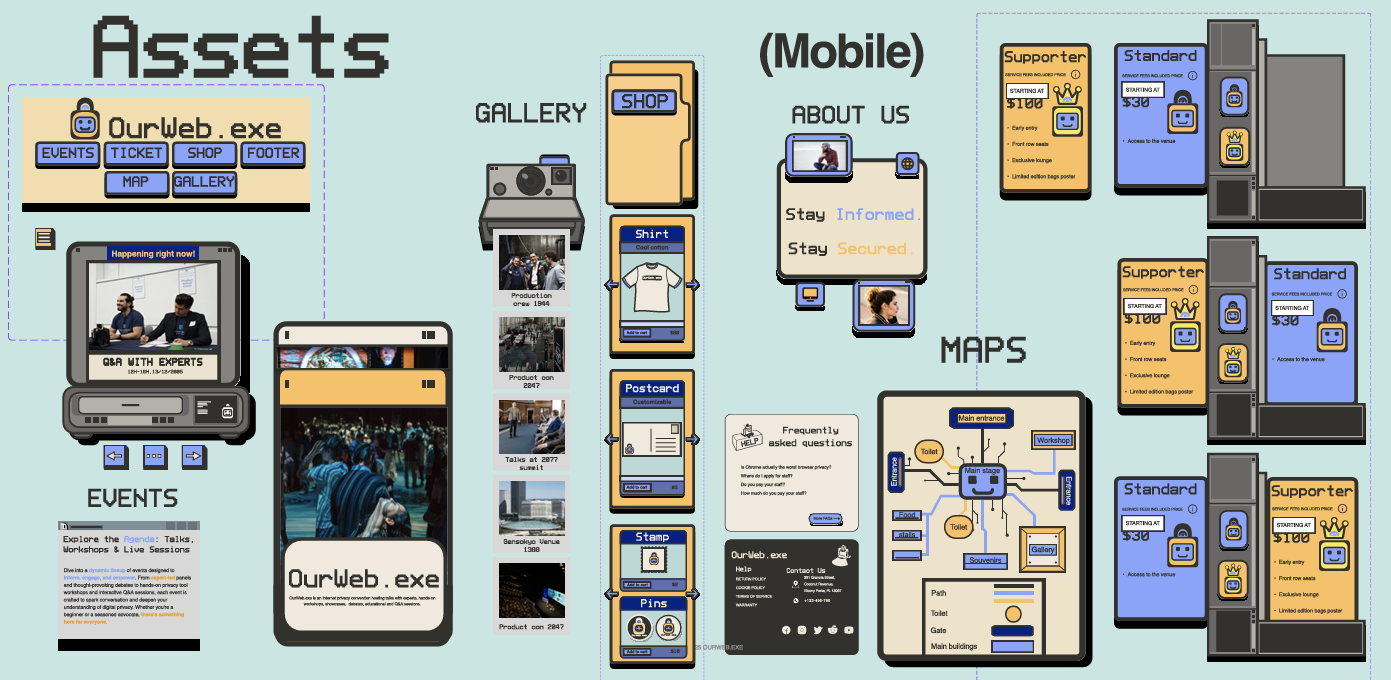 Assets
OurWeb.exe
EVENTS
TICKET
SHOP
FOOTER
MAP
GALLERY
Happening right now!
Q&A WITH EXPERTS
12H-16H,13/12/2085
EVENTS
Explore the Agenda: Talks,
Workshops & Live Sessions
Dive into a dynamic lineup of events designed to
inform, engage, and empower. From expert-led panels
and thought-provoking debates to hands-on privacy tool
workshops and interactive Q&A sessions, each event is
crafted to spark conversation and deepen your
understanding of digital privacy. Whether you're a
beginner or a seasoned advocate, there's something
here for everyone.
OurWeb.exe
OurWeb.exe is an Internet privacy convention hosting talks with experts, hands-on
workshops, showcases, debates, educational and Q&A sessions.
GALLERY
Production
crew 1944
Product con
2047
Talks at 2077
summit
Gensokyo Venue
1300
Product con 2047
SHOP
Shirt
Cool cotton
Add to cart
Postcard
Customizable
Add to cart
Stamp
Add to cart
Pins
Add to cart
(Mobile)
ABOUT US
Stay Informed.
Stay Secured.
Frequently
asked questions
HELP
Is Chrome actually the worst browser privacy?
Where do I apply for staff?
Do you pay your staff?
How much do you pay your staff?
More FAQs
OurWeb.exe
Help
RETURN POLICY
COOKIE POLICY
TERMS OF SERVICE
WARRANTY
Contact Us
OURWEB.EXE
MAPS
Main entrance
Workshop
Toilet
Main stage
Entrance
Entrance
Food
stalls
Toilet
Souvenirs
Gallery
Path
Toilet
Gate
Main buildings
Supporter
SERVICE FEES INCLUDED PRICE
STARTING AT
$100
Early entry
Front row seats
Exclusive lounge
Limited edition bags poster
Standard
SERVICE FEES INCLUDED PRICE
STARTING AT
$30
Access to the venue
Supporter
SERVICE FEES INCLUDED PRICE
STARTING AT
$100
Early entry
Front row seats
Exclusive lounge
Limited edition bags poster
Standard
SERVICE FEES INCLUDED PRICE
STARTING AT
$30
Access to the venue
Standard
SERVICE FEES INCLUDED PRICE
STARTING AT
$30
Access to the venue
Supporter
SERVICE FEES INCLUDED PRICE
STARTING AT
$100
Early entry
Front row seats
Exclusive lounge
Limited edition bags poster